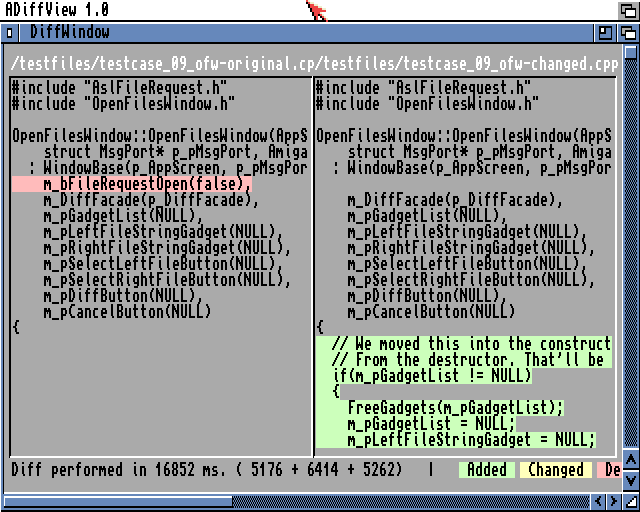 ADiffView 1.0
DiffWindow
/testfiles/testcase_09_ofw-original.cp/testfiles/testcase_09_ofw-changed.cpp
#include "AslFileRequest.h"
#include "OpenFilesWindow.h"
OpenFilesWindow::OpenFilesWindow(AppS
struct MsgPort* p_pMsgPort, Amiga
: WindowBase(p_AppScreen, p_pMsgPor
m_bFileRequestOpen(false),
m_DiffFacade(p_DiffFacade),
m_pGadgetList(NULL),
m_pLeftFileStringGadget(NULL),
m_pRightFileStringGadget(NULL),
m_pSelectLeftFileButton(NULL),
m_pSelectRightFileButton(NULL),
m_pDiffButton(NULL),
m_pCancelButton(NULL)
{
#include "AslFileRequest.h"
#include "OpenFilesWindow.h"
OpenFilesWindow::OpenFilesWindow(AppS
struct MsgPort* p_pMsgPort, Amiga
: WindowBase(p_AppScreen, p_pMsgPor
m_DiffFacade(p_DiffFacade),
m_pGadgetList(NULL),
m_pLeftFileStringGadget(NULL),
m_pRightFileStringGadget(NULL),
m_pSelectLeftFileButton(NULL),
m_pSelectRightFileButton(NULL),
m_pDiffButton(NULL),
m_pCancelButton(NULL)
{
// We moved this into the construct
// From the destructor. That'll be
if(m_pGadgetList != NULL)
{
FreeGadgets(m_pGadgetList);
m_pGadgetList = NULL;
m_pLeftFileStringGadget = NULL;
Diff performed in 16852 ms. ( 5176 + 6414 + 5262) | Added Changed De